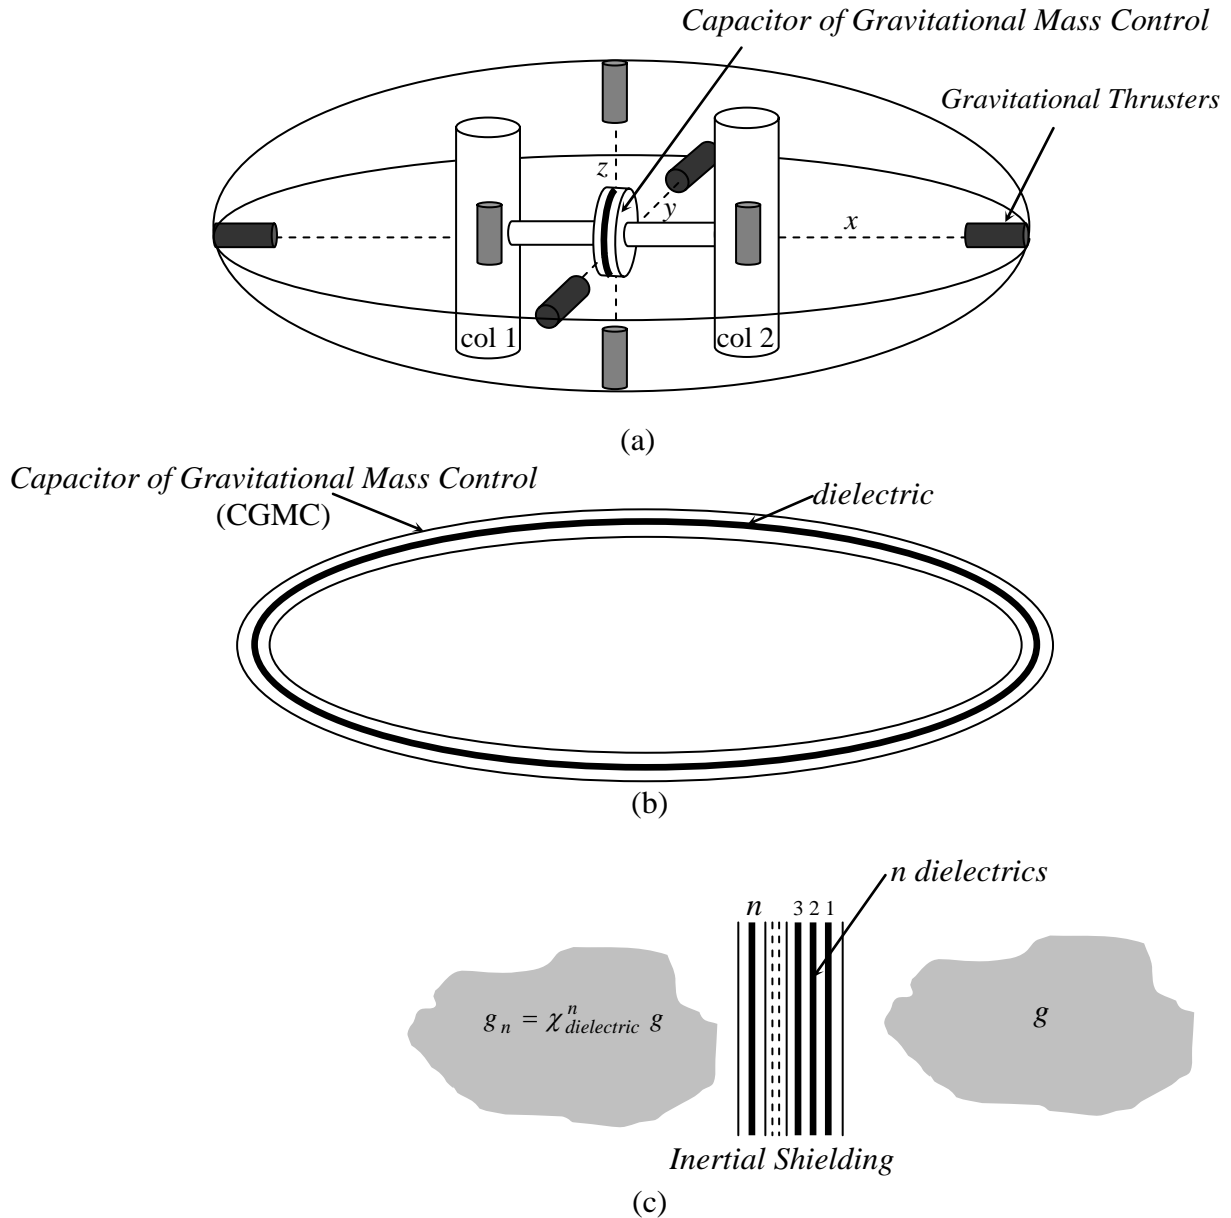 Capacitor of Gravitational Mass Control
Gravitational Thrusters
z
y
x
col 1
col 2
(a)
Capacitor of Gravitational Mass Control
(CGMC)
dielectric
(b)
n dielectrics
n 3 2 1
g_n = χ^n_dielectric g
g
Inertial Shielding
(c)